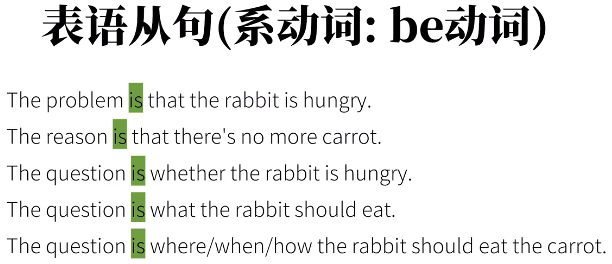 表语从句(系动词: be动词)
The problem is that the rabbit is hungry.
The reason is that there's no more carrot.
The question is whether the rabbit is hungry.
The question is what the rabbit should eat.
The question is where/when/how the rabbit should eat the carrot.